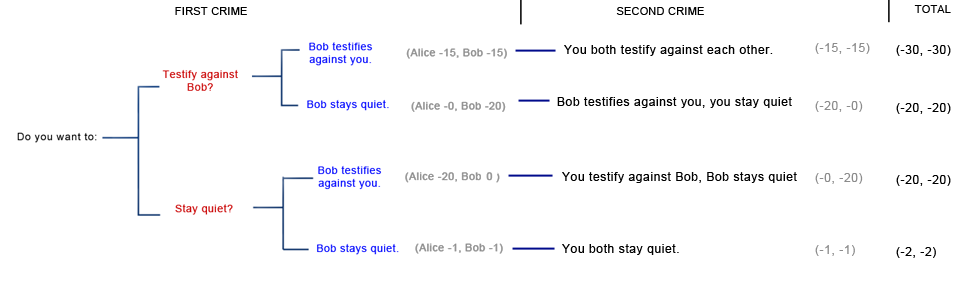 FIRST CRIME
SECOND CRIME
TOTAL
Bob testifies
against you.
(Alice -15, Bob -15)
You both testify against each other.
(-15, -15)
(-30, -30)
Testify against
Bob?
Bob stays quiet.
(Alice -0, Bob -20)
Bob testifies against you, you stay quiet
(-20, -0)
(-20, -20)
Do you want to:
Bob testifies
against you.
(Alice -20, Bob 0 )
You testify against Bob, Bob stays quiet
(-0, -20)
(-20, -20)
Stay quiet?
Bob stays quiet.
(Alice -1, Bob -1)
You both stay quiet.
(-1, -1)
(-2, -2)